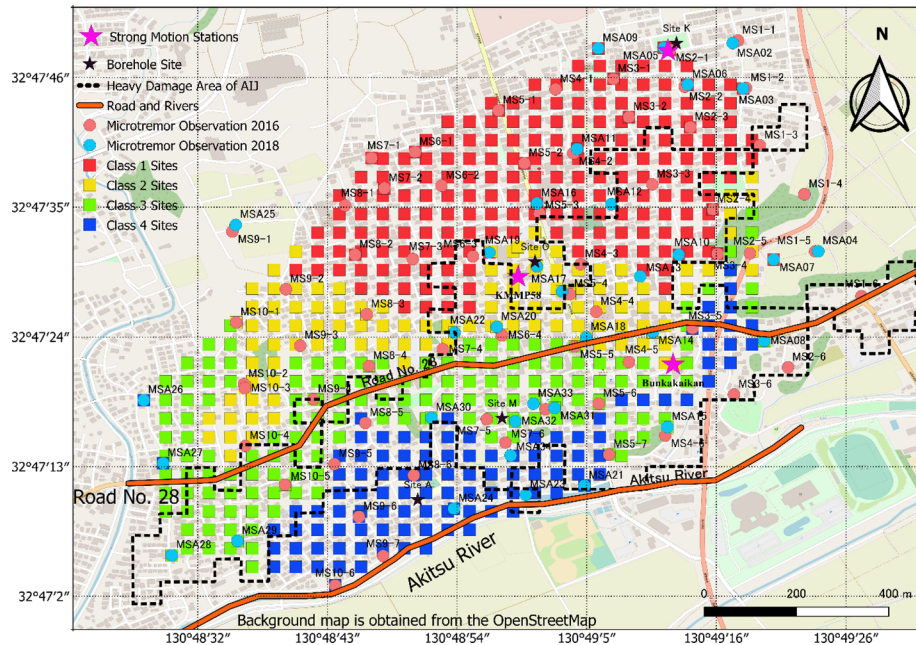 Strong Motion Stations
Borehole Site
Heavy Damage Area of AIJ
Road and Rivers
Microtremor Observation 2016
Microtremor Observation 2018
Class 1 Sites
Class 2 Sites
Class 3 Sites
Class 4 Sites
N
32°47'46"
32°47'35"
32°47'24"
32°47'13"
32°47'2"
Site K
MSA09
MSA05
MS2-1
MS1-1
MSA02
MS3-1
MS4-1
MSA06
MS2-2
MS1-2
MSA03
MS5-1
MS3-2
MS2-3
MS1-3
MS7-1
MS6-1
MSA11
MS5-2
MS4-2
MS7-2
MS6-2
MS3-3
MS1-4
MS8-1
MSA16
MS5-3
MSA12
MS2-4
MSA25
MS9-1
MS8-2
MS7-3
MS6-3
MSA19
Site O
MSA17
MS4-3
MSA13
MSA10
MS3-4
MS2-5
MS1-5
MSA04
MSA07
MS9-2
KMMP58
MS5-4
MS1-6
MS10-1
MS8-3
MS4-4
MSA22
MSA20
MS6-4
MSA18
MS3-5
MSA14
MSA08
MS9-3
MS7-4
MS8-4
Road No. 28
MS5-5
MS4-5
MS2-6
MS10-2
MS10-3
Bunkakaikan
MSA26
MSA33
MS5-6
MS3-6
MSA30
Site M
MSA31
MS8-5
MS7-5
MSA32
MSA15
MS10-4
MS7-6
MS4-6
MSA27
MS9-5
MS8-6
MS5-7
MS10-5
Site A
MSA21
Akitsu River
Road No. 28
MS9-6
MSA24
MSA28
MSA29
MS9-7
Akitsu River
MS10-6
0 200 400 m
Background map is obtained from the OpenStreetMap
130°48'32" 130°48'43" 130°48'54" 130°49'5" 130°49'16" 130°49'26"